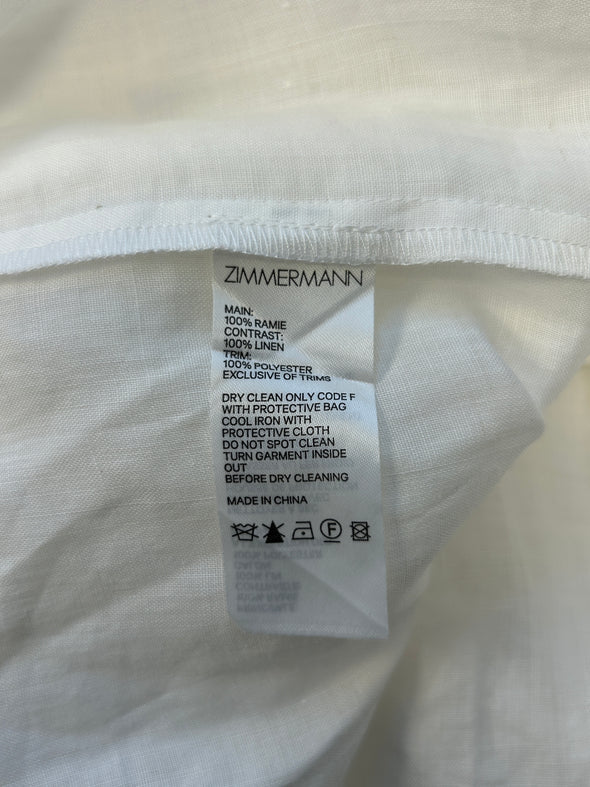 ZIMMERMANN
MAIN:
100% RAMIE
CONTRAST:
100% LINEN
TRIM:
100% POLYESTER
EXCLUSIVE OF TRIMS
DRY CLEAN ONLY CODE F
WITH PROTECTIVE BAG
COOL IRON WITH
PROTECTIVE CLOTH
DO NOT SPOT CLEAN
TURN GARMENT INSIDE
OUT
BEFORE DRY CLEANING
MADE IN CHINA
F